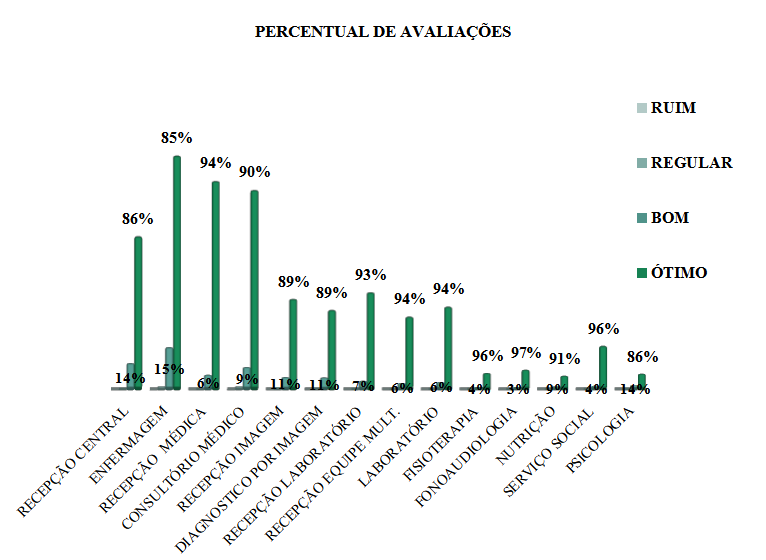 PERCENTUAL DE AVALIAÇÕES
RUIM
REGULAR
BOM
ÓTIMO
86%
85%
94%
90%
89%
89%
93%
94%
94%
96%
97%
91%
96%
86%
14%
15%
6%
9%
11%
11%
7%
6%
6%
4%
3%
9%
4%
14%
RECEPÇÃO CENTRAL
ENFERMAGEM
RECEPÇÃO MÉDICA
CONSULTÓRIO MÉDICO
RECEPÇÃO IMAGEM
DIAGNOSTICO POR IMAGEM
RECEPÇÃO LABORATÓRIO
RECEPÇÃO EQUIPE MULT.
LABORATÓRIO
FISIOTERAPIA
FONOAUDIOLOGIA
NUTRIÇÃO
SERVIÇO SOCIAL
PSICOLOGIA